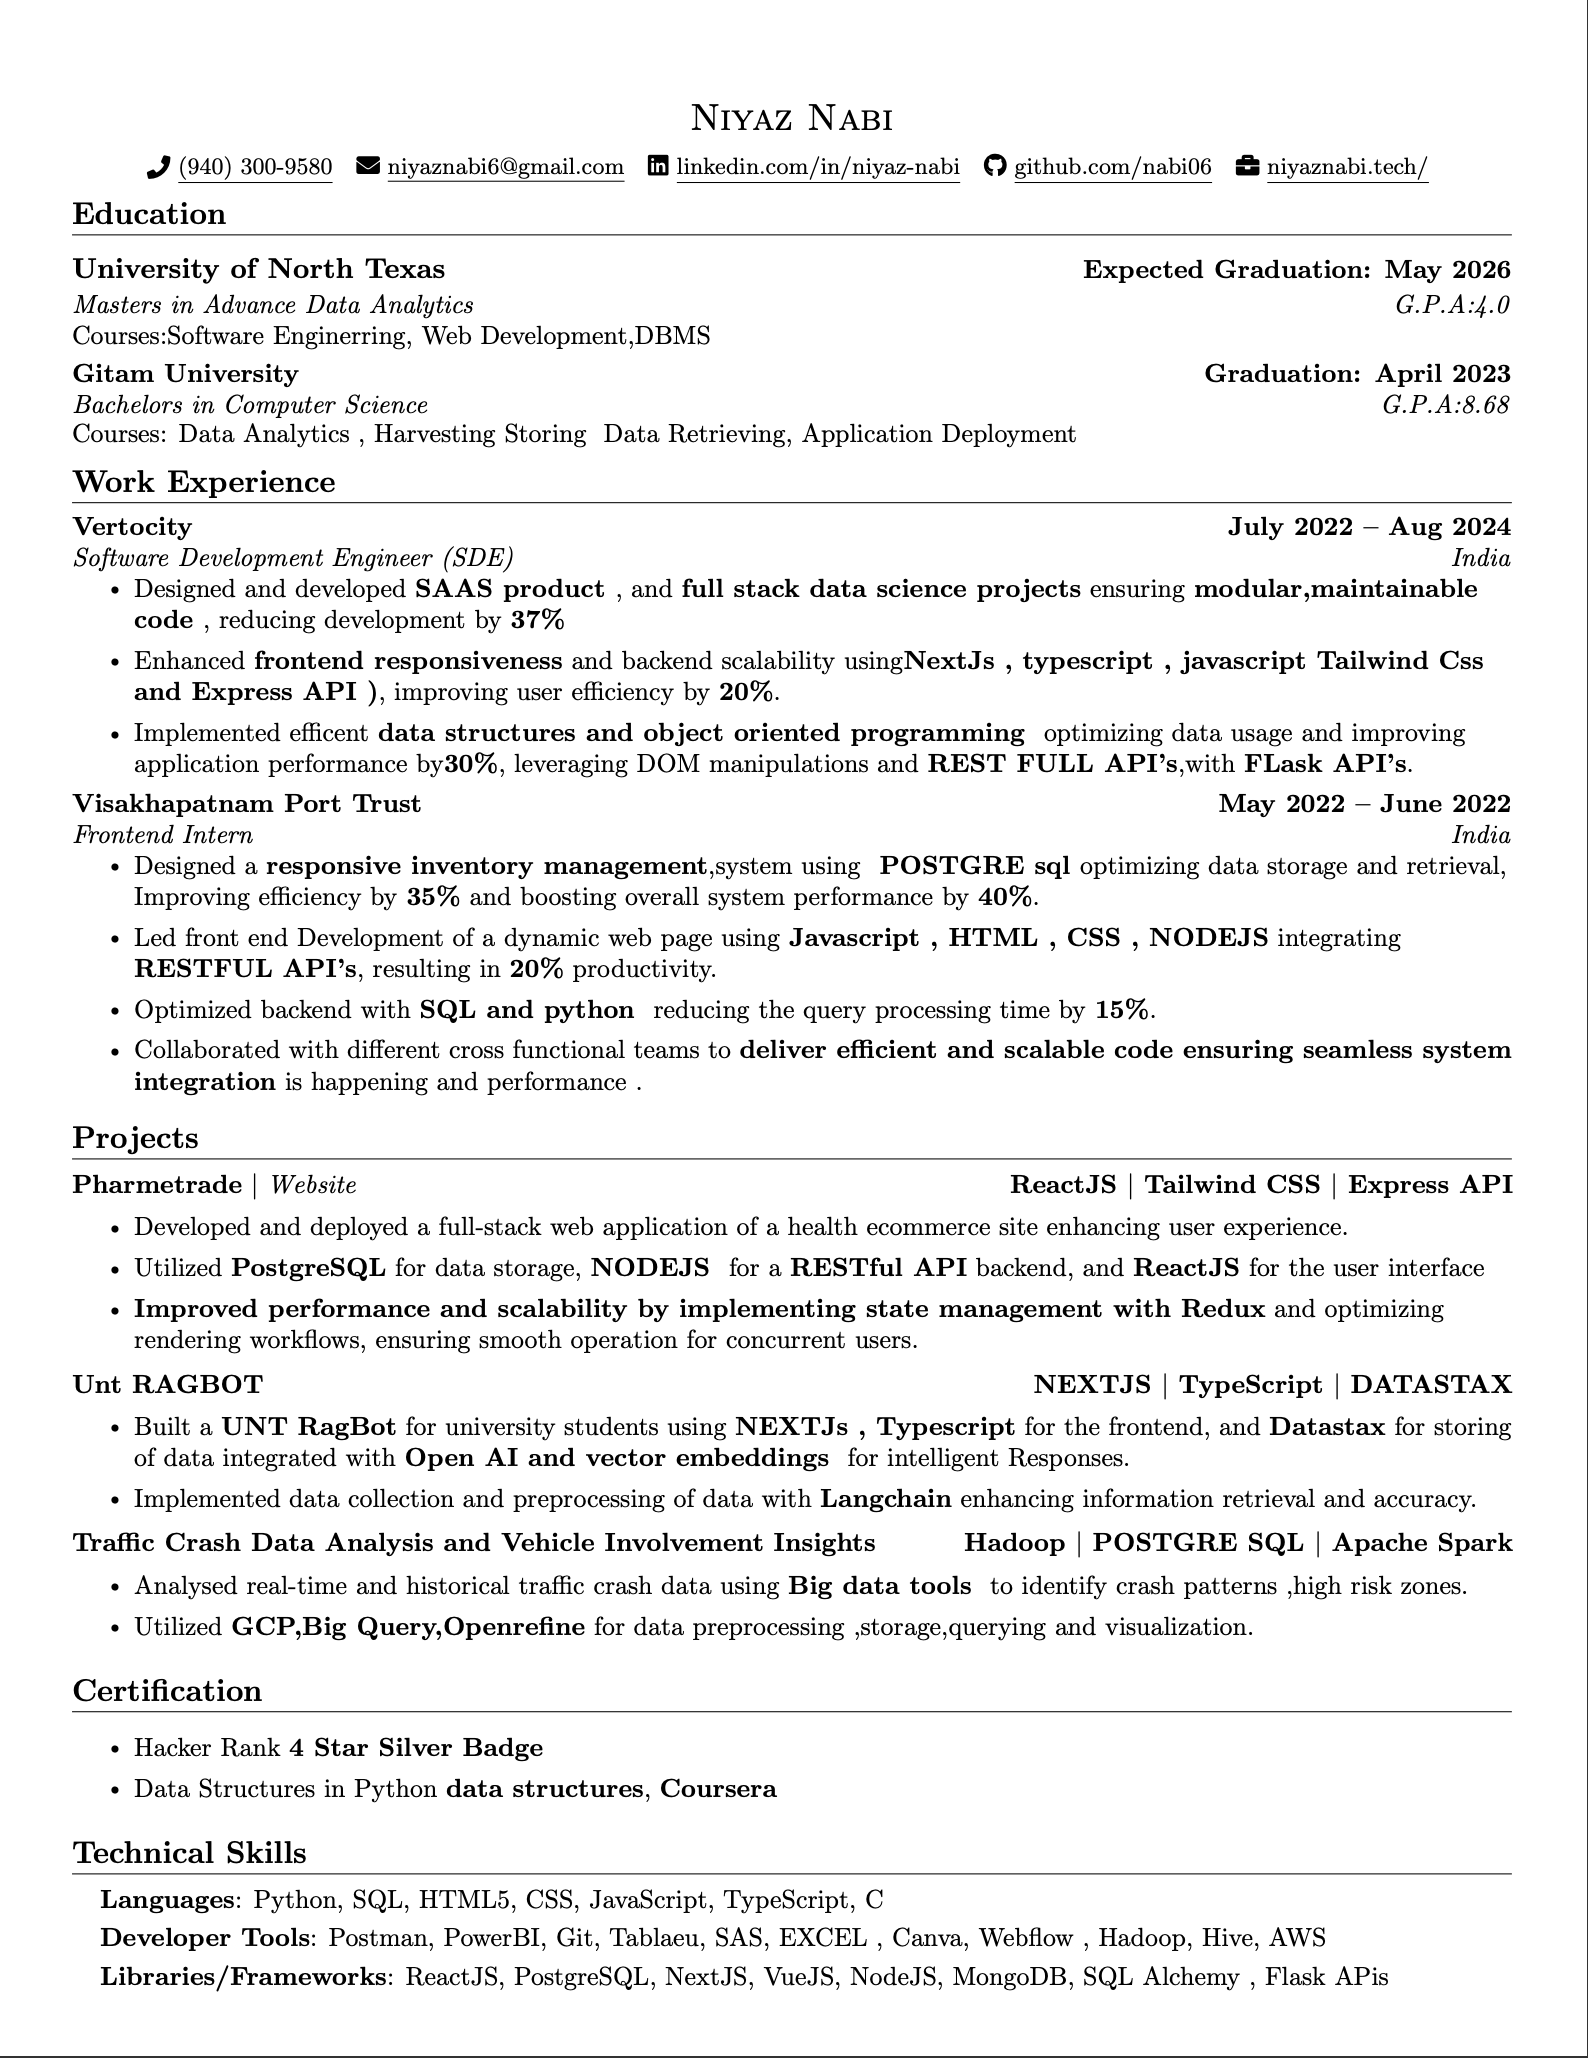 Niyaz Nabi
(940) 300-9580 niyaznabi6@gmail.com linkedin.com/in/niyaz-nabi github.com/nabi06 niyaznabi.tech/
Education
University of North Texas Expected Graduation: May 2026
Masters in Advance Data Analytics G.P.A:4.0
Courses:Software Enginerring, Web Development,DBMS
Gitam University Graduation: April 2023
Bachelors in Computer Science G.P.A:8.68
Courses: Data Analytics , Harvesting Storing Data Retrieving, Application Deployment
Work Experience
Vertocity July 2022 – Aug 2024
Software Development Engineer (SDE) India
• Designed and developed SAAS product , and full stack data science projects ensuring modular,maintainable
code , reducing development by 37%
• Enhanced frontend responsiveness and backend scalability usingNextJs , typescript , javascript Tailwind Css
and Express API ), improving user efficiency by 20%.
• Implemented efficent data structures and object oriented programming optimizing data usage and improving
application performance by30%, leveraging DOM manipulations and REST FULL API's,with FLask API's.
Visakhapatnam Port Trust May 2022 – June 2022
Frontend Intern India
• Designed a responsive inventory management,system using POSTGRE sql optimizing data storage and retrieval,
Improving efficiency by 35% and boosting overall system performance by 40%.
• Led front end Development of a dynamic web page using Javascript , HTML , CSS , NODEJS integrating
RESTFUL API's, resulting in 20% productivity.
• Optimized backend with SQL and python reducing the query processing time by 15%.
• Collaborated with different cross functional teams to deliver efficient and scalable code ensuring seamless system
integration is happening and performance .
Projects
Pharmetrade | Website ReactJS | Tailwind CSS | Express API
• Developed and deployed a full-stack web application of a health ecommerce site enhancing user experience.
• Utilized PostgreSQL for data storage, NODEJS for a RESTful API backend, and ReactJS for the user interface
• Improved performance and scalability by implementing state management with Redux and optimizing
rendering workflows, ensuring smooth operation for concurrent users.
Unt RAGBOT NEXTJS | TypeScript | DATASTAX
• Built a UNT RagBot for university students using NEXTJs , Typescript for the frontend, and Datastax for storing
of data integrated with Open AI and vector embeddings for intelligent Responses.
• Implemented data collection and preprocessing of data with Langchain enhancing information retrieval and accuracy.
Traffic Crash Data Analysis and Vehicle Involvement Insights Hadoop | POSTGRE SQL | Apache Spark
• Analysed real-time and historical traffic crash data using Big data tools to identify crash patterns ,high risk zones.
• Utilized GCP,Big Query,Openrefine for data preprocessing ,storage,querying and visualization.
Certification
• Hacker Rank 4 Star Silver Badge
• Data Structures in Python data structures, Coursera
Technical Skills
Languages: Python, SQL, HTML5, CSS, JavaScript, TypeScript, C
Developer Tools: Postman, PowerBI, Git, Tablaeu, SAS, EXCEL , Canva, Webflow , Hadoop, Hive, AWS
Libraries/Frameworks: ReactJS, PostgreSQL, NextJS, VueJS, NodeJS, MongoDB, SQL Alchemy , Flask APis